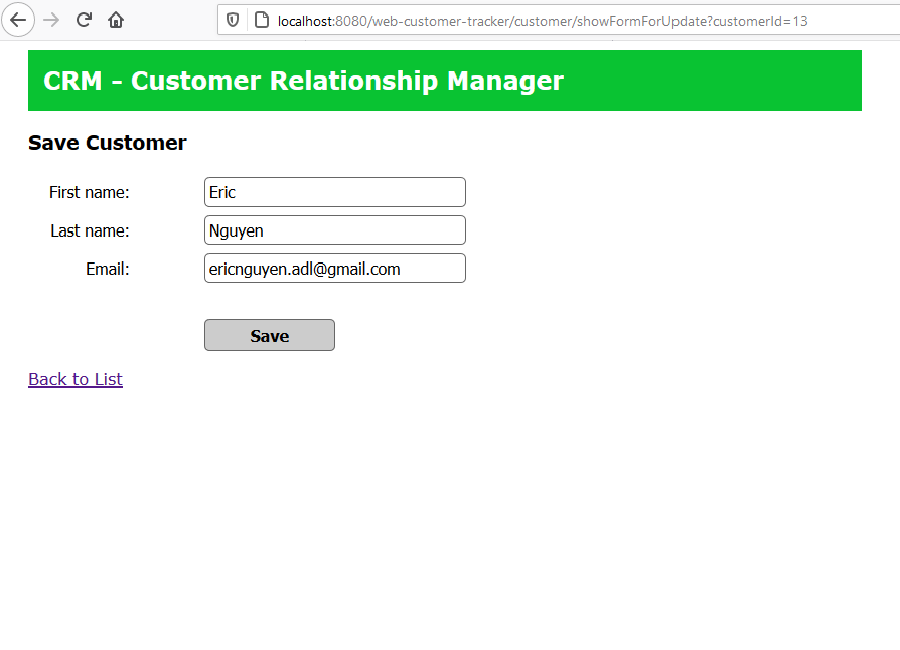 localhost:8080/web-customer-tracker/customer/showFormForUpdate?customerId=13
CRM - Customer Relationship Manager
Save Customer
First name: Eric
Last name: Nguyen
Email: ericnguyen.adl@gmail.com
Save
Back to List